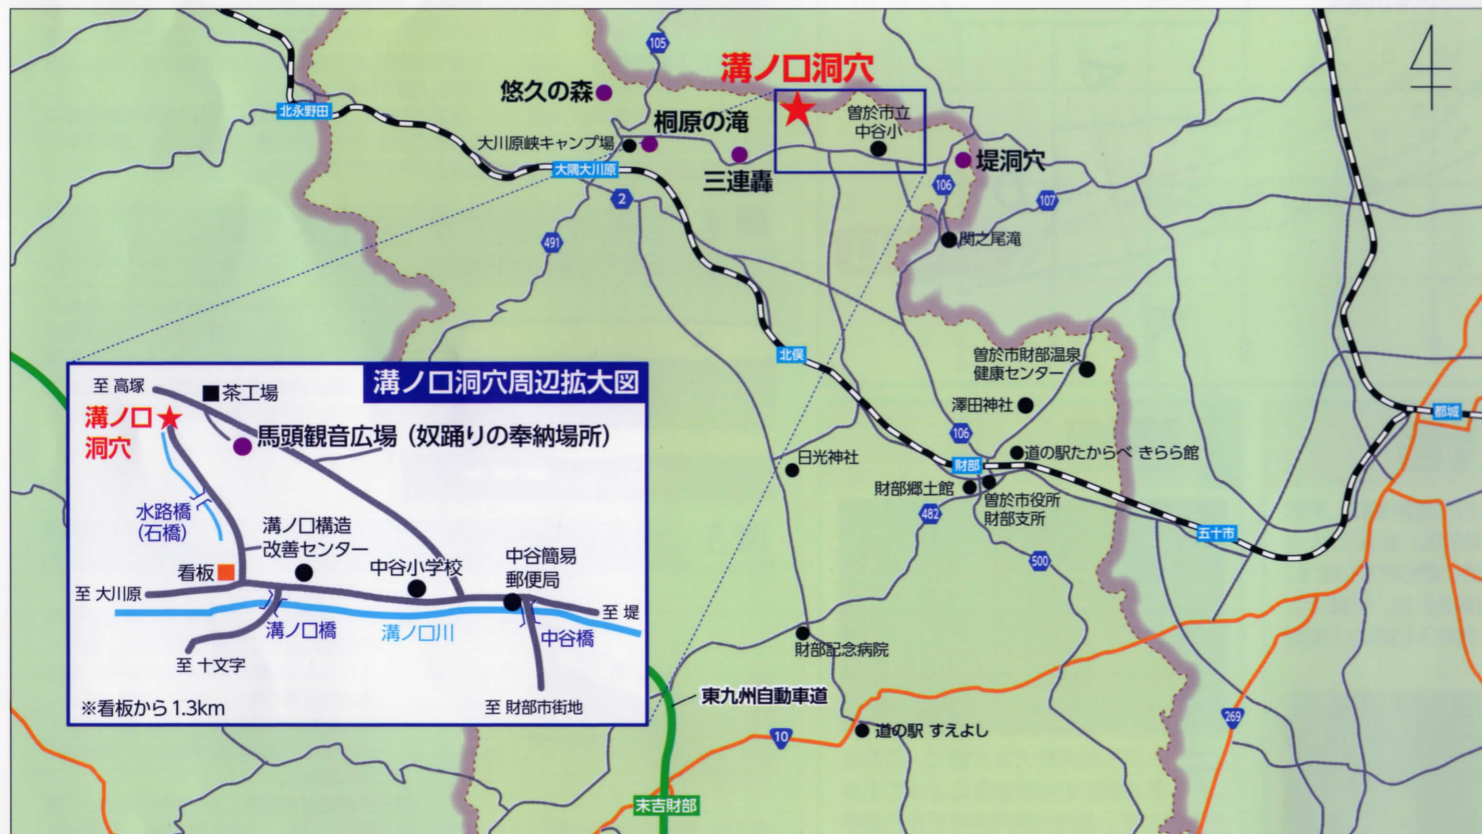 105
溝ノ口洞穴
悠久の森
北永野田
桐原の滝
曽於市立
中谷小
大川原峡キャンプ場
大隅大川原
三連轟
堤洞穴
2
106
107
491
関之尾滝
北俣
曽於市財部温泉
健康センター
澤田神社
都城
106
道の駅たからべ きらら館
日光神社
財部
財部郷土館
曽於市役所
財部支所
482
五十市
500
財部記念病院
東九州自動車道
10
道の駅 すえよし
269
末吉財部
溝ノ口洞穴周辺拡大図
至 高塚
茶工場
溝ノ口
洞穴
馬頭観音広場（奴踊りの奉納場所）
水路橋
（石橋）
溝ノ口構造
改善センター
看板
中谷小学校
中谷簡易
郵便局
至 大川原
至 堤
溝ノ口橋
溝ノ口川
中谷橋
至 十文字
※看板から1.3km
至 財部市街地